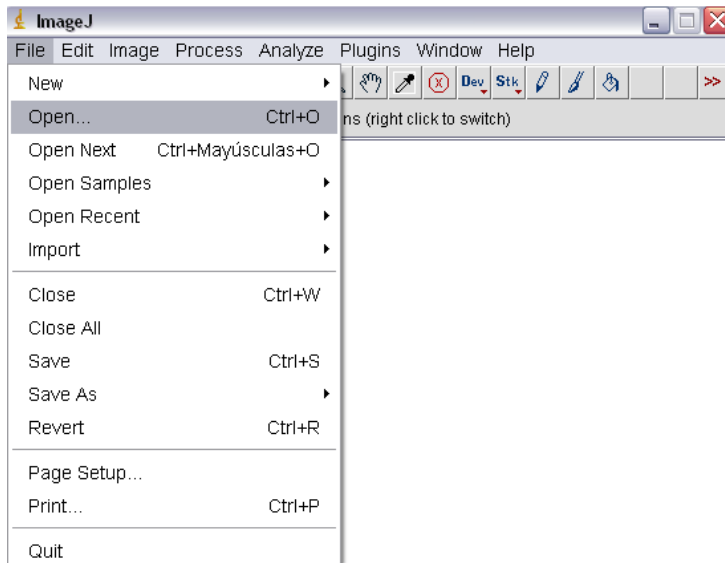 ImageJ
File Edit Image Process Analyze Plugins Window Help
New
Dev Stk >>
Open... Ctrl+O
ns (right click to switch)
Open Next Ctrl+Mayúsculas+O
Open Samples
Open Recent
Import
Close Ctrl+W
Close All
Save Ctrl+S
Save As
Revert Ctrl+R
Page Setup...
Print... Ctrl+P
Quit